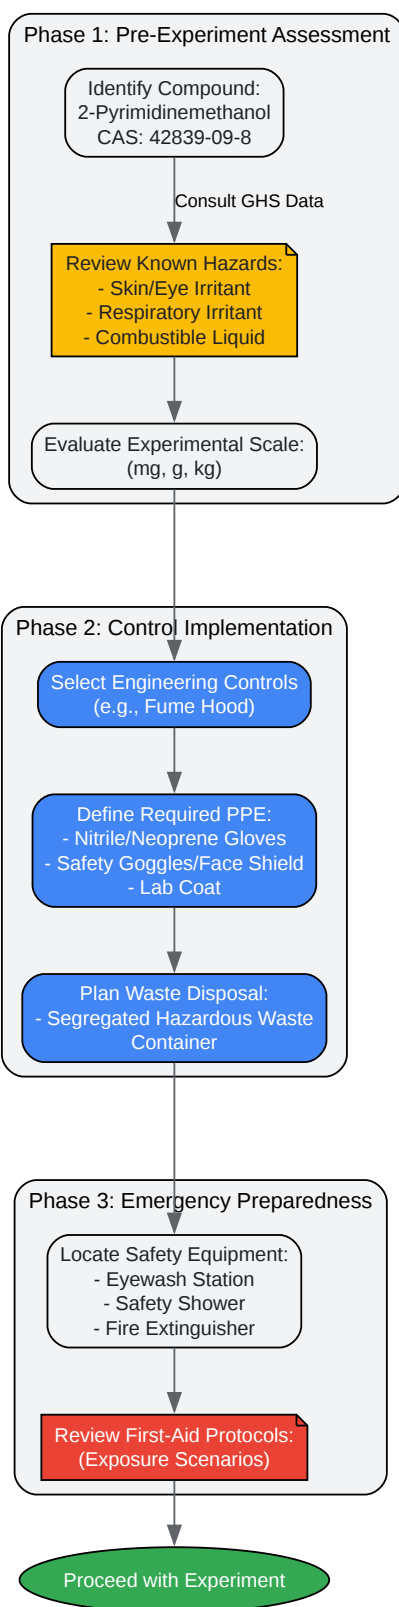 Phase 1: Pre-Experiment Assessment
Identify Compound:
2-Pyrimidinemethanol
CAS: 42839-09-8
Consult GHS Data
Review Known Hazards:
- Skin/Eye Irritant
- Respiratory Irritant
- Combustible Liquid
Evaluate Experimental Scale:
(mg, g, kg)
Phase 2: Control Implementation
Select Engineering Controls
(e.g., Fume Hood)
Define Required PPE:
- Nitrile/Neoprene Gloves
- Safety Goggles/Face Shield
- Lab Coat
Plan Waste Disposal:
- Segregated Hazardous Waste
Container
Phase 3: Emergency Preparedness
Locate Safety Equipment:
- Eyewash Station
- Safety Shower
- Fire Extinguisher
Review First-Aid Protocols:
(Exposure Scenarios)
Proceed with Experiment